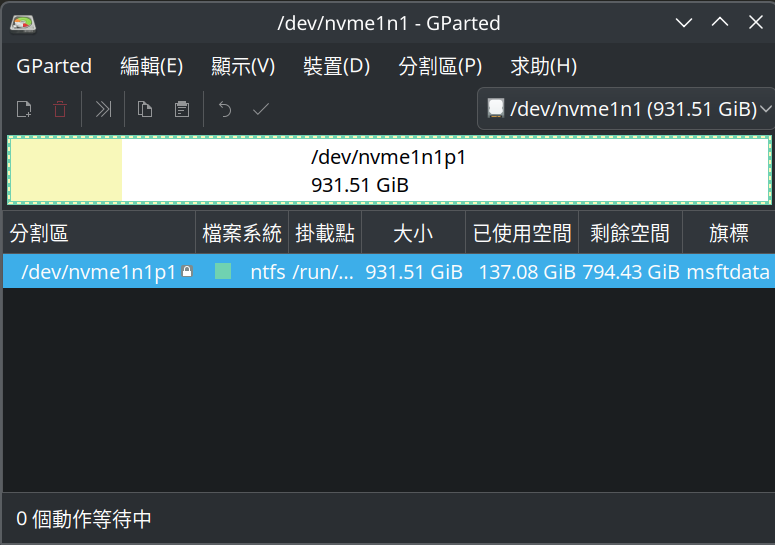 /dev/nvme1n1 - GParted
GParted 編輯(E) 顯示(V) 裝置(D) 分割區(P) 求助(H)
/dev/nvme1n1 (931.51 GiB)
/dev/nvme1n1p1
931.51 GiB
分割區 檔案系統 掛載點 大小 已使用空間 剩餘空間 旗標
/dev/nvme1n1p1 ntfs /run/... 931.51 GiB 137.08 GiB 794.43 GiB msftdata
0 個動作等待中